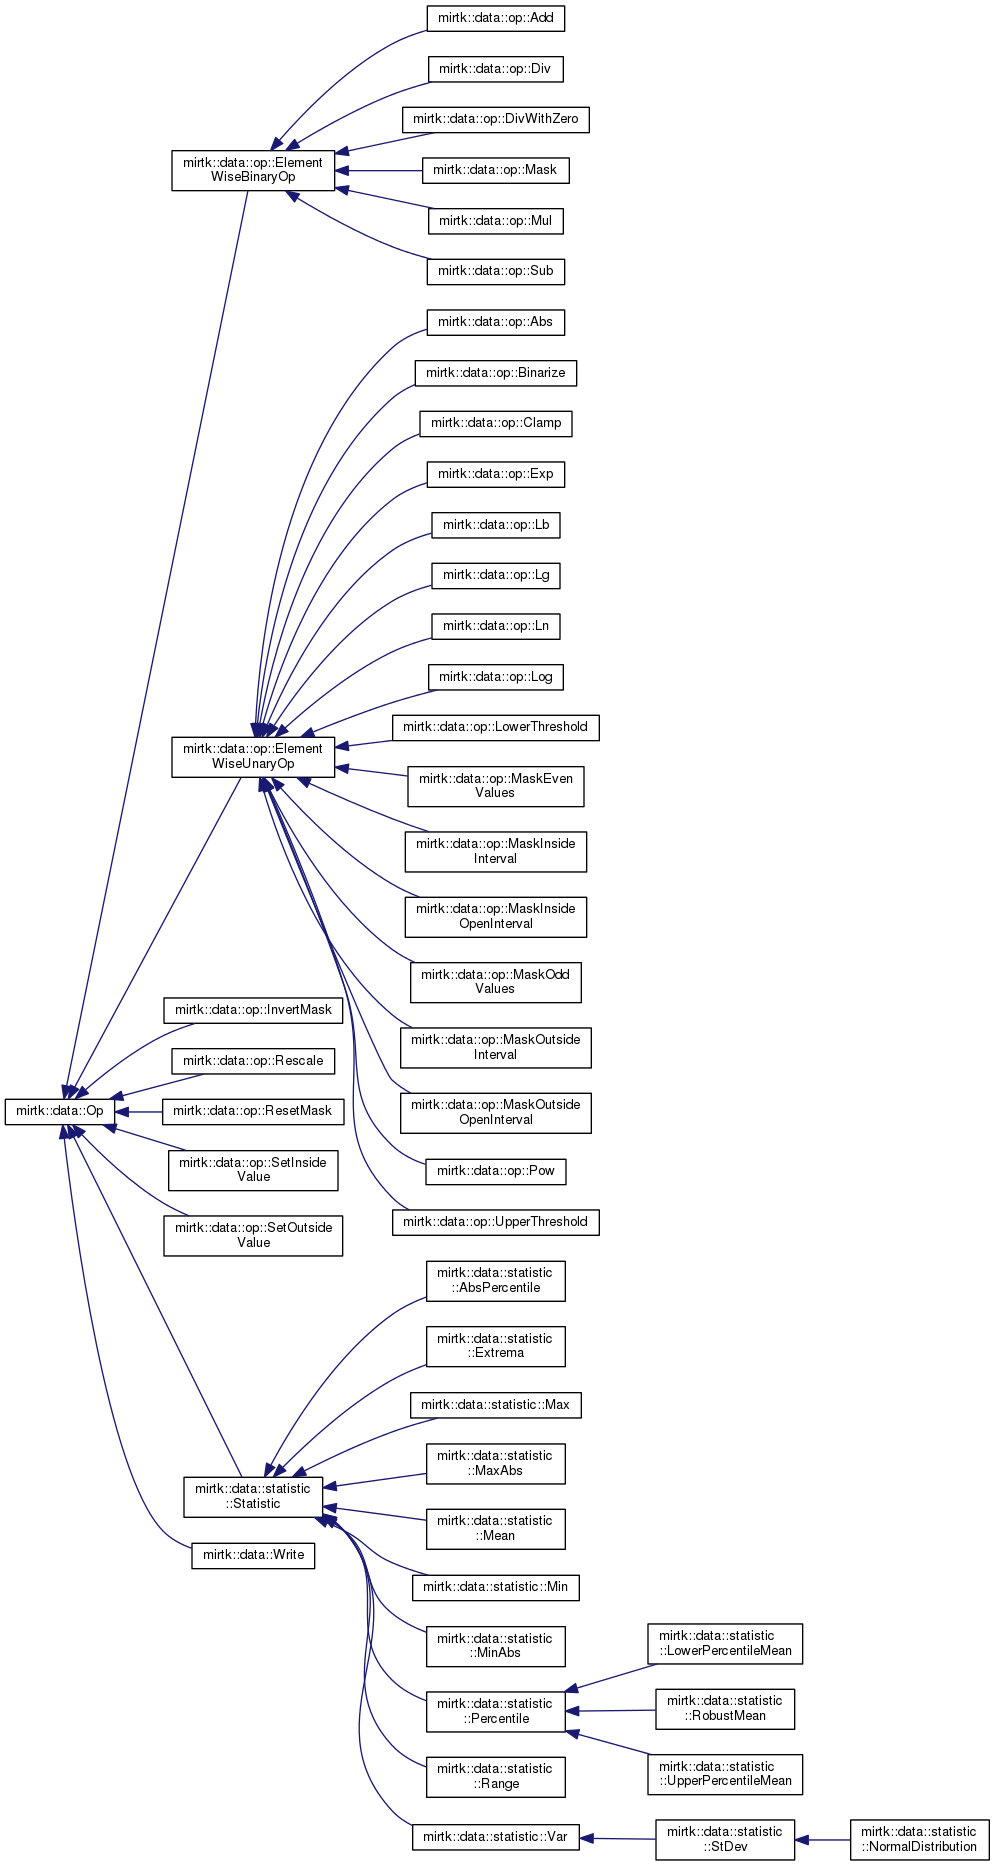 mirtk::data::op::Add
mirtk::data::op::Div
mirtk::data::op::DivWithZero
mirtk::data::op::Element
WiseBinaryOp
mirtk::data::op::Mask
mirtk::data::op::Mul
mirtk::data::op::Sub
mirtk::data::op::Abs
mirtk::data::op::Binarize
mirtk::data::op::Clamp
mirtk::data::op::Exp
mirtk::data::op::Lb
mirtk::data::op::Lg
mirtk::data::op::Ln
mirtk::data::op::Log
mirtk::data::op::LowerThreshold
mirtk::data::op::Element
WiseUnaryOp
mirtk::data::op::MaskEven
Values
mirtk::data::op::MaskInside
Interval
mirtk::data::op::MaskInside
OpenInterval
mirtk::data::op::MaskOdd
Values
mirtk::data::op::InvertMask
mirtk::data::op::MaskOutside
Interval
mirtk::data::op::Rescale
mirtk::data::Op
mirtk::data::op::ResetMask
mirtk::data::op::MaskOutside
OpenInterval
mirtk::data::op::SetInside
Value
mirtk::data::op::Pow
mirtk::data::op::SetOutside
Value
mirtk::data::op::UpperThreshold
mirtk::data::statistic
::AbsPercentile
mirtk::data::statistic
::Extrema
mirtk::data::statistic::Max
mirtk::data::statistic
::MaxAbs
mirtk::data::statistic
::Statistic
mirtk::data::statistic
::Mean
mirtk::data::Write
mirtk::data::statistic::Min
mirtk::data::statistic
::MinAbs
mirtk::data::statistic
::LowerPercentileMean
mirtk::data::statistic
::Percentile
mirtk::data::statistic
::RobustMean
mirtk::data::statistic
::Range
mirtk::data::statistic
::UpperPercentileMean
mirtk::data::statistic::Var
mirtk::data::statistic
::StDev
mirtk::data::statistic
::NormalDistribution